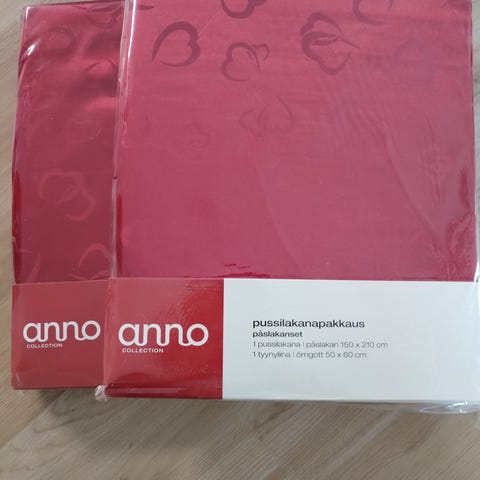 anno
COLLECTION
anno
COLLECTION
pussilakanapakkaus
påslakanset
1 pussilakana | påslakan 150 x 210 cm
1 tyynyliina | örngott 50 x 60 cm